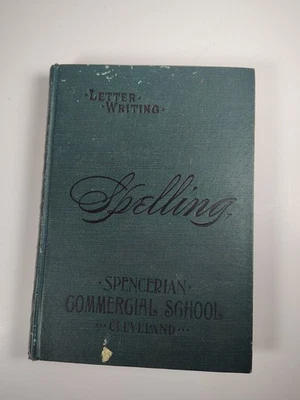 ·LETTER·
·WRITING·
Spelling,
·SPENCERIAN·
COMMERCIAL SCHOOL
···CLEVELAND···